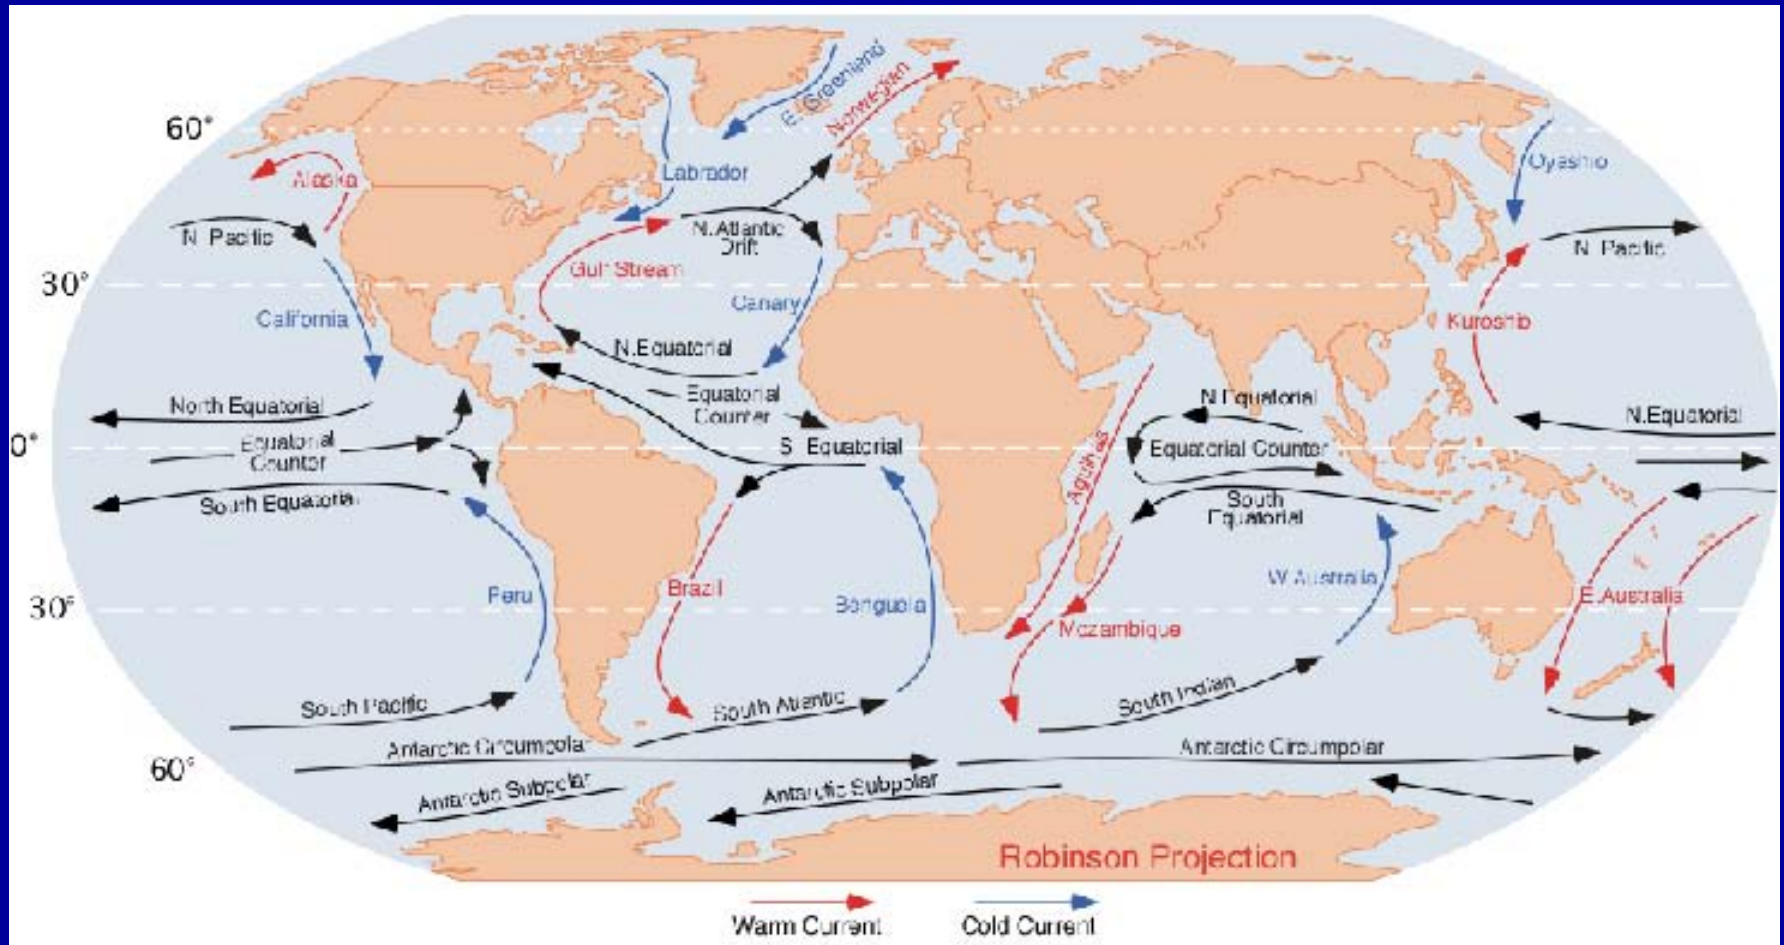 E. Greenland
Norwegian
60°
Labrador
Oyashio
Alaska
N. Pacific
N. Atlantic
Drift
N. Pacific
Gulf Stream
30°
Canary
California
Kuroshio
N. Equatorial
Equatorial
Counter
N. Equatorial
North Equatorial
N. Equatorial
0°
Equatorial
Counter
S. Equatorial
Equatorial Counter
Agulhas
South Equatorial
South
Equatorial
Peru
Brazil
Benguela
W. Australia
E. Australia
30°
Mozambique
South Pacific
South Atlantic
South Indian
Antarctic Circumpolar
Antarctic Circumpolar
60°
Antarctic Subpolar
Antarctic Subpolar
Robinson Projection
Warm Current
Cold Current